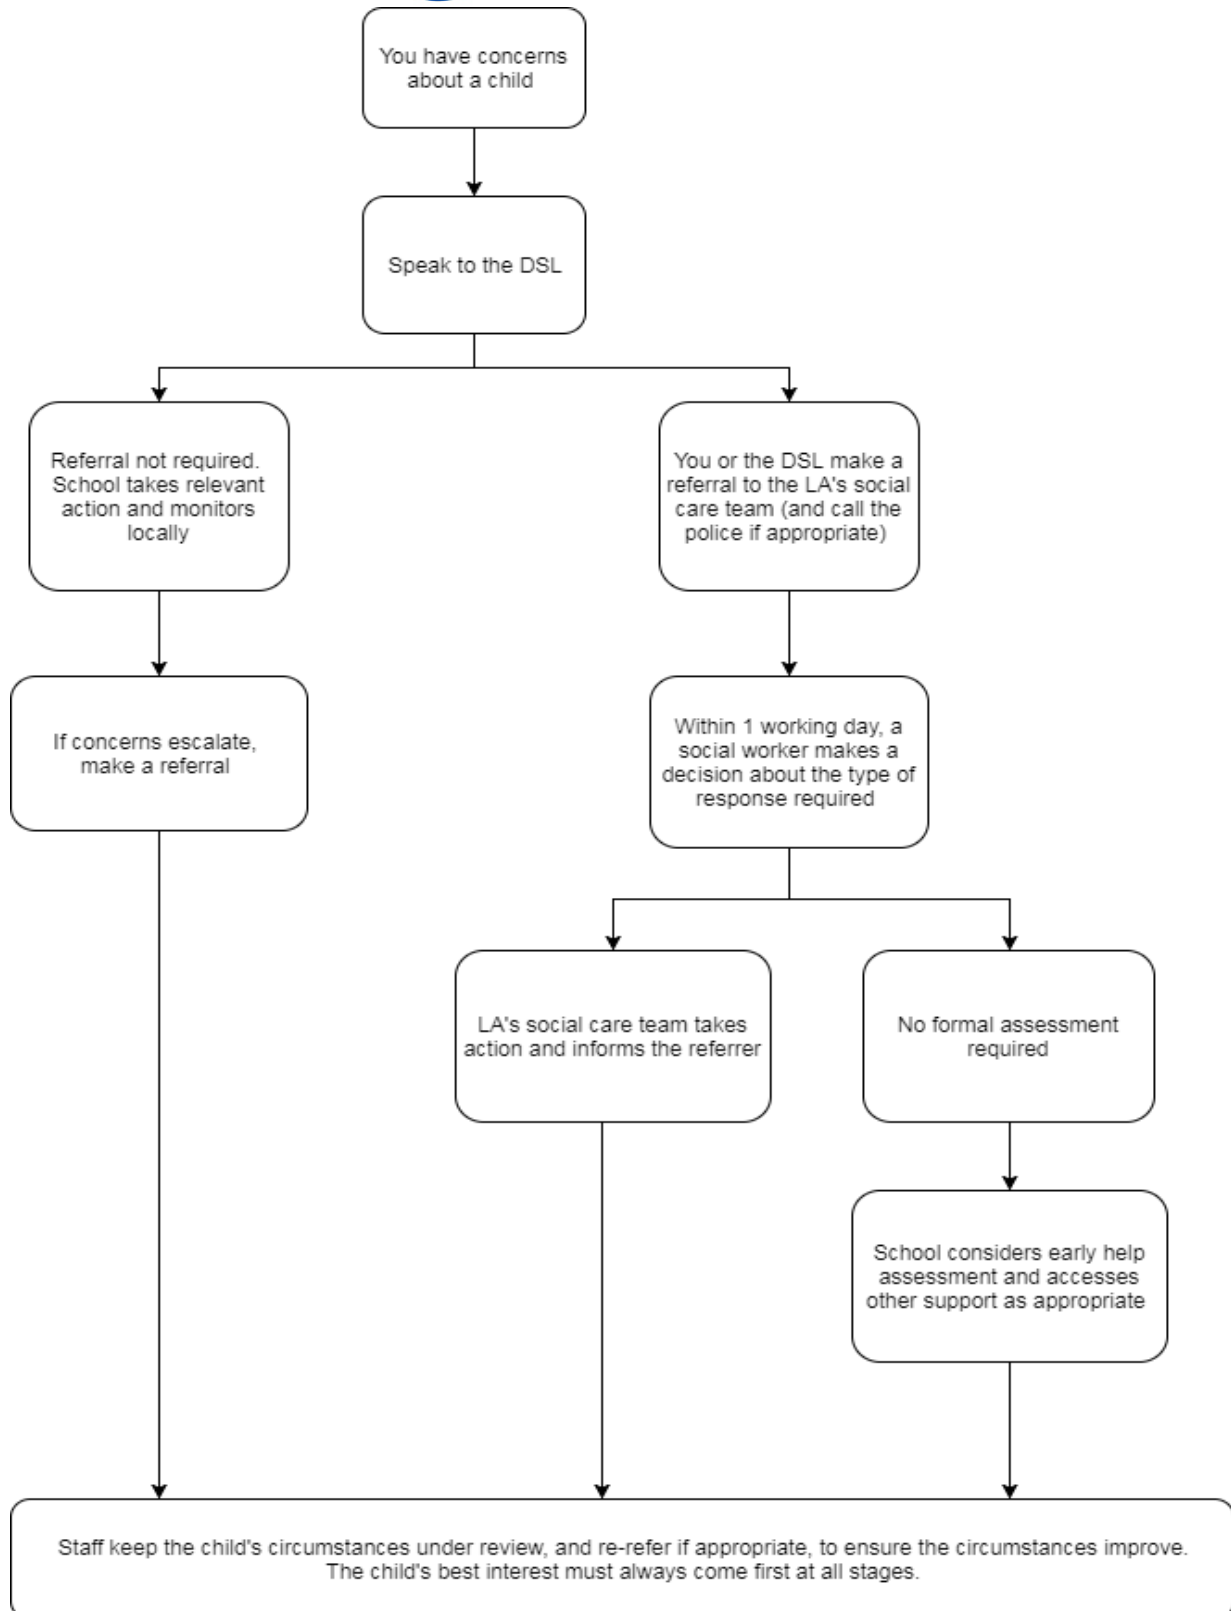 You have concerns
about a child
Speak to the DSL
Referral not required.
School takes relevant
action and monitors
locally
You or the DSL make a
referral to the LA's social
care team (and call the
police if appropriate)
If concerns escalate,
make a referral
Within 1 working day, a
social worker makes a
decision about the type of
response required
LA's social care team takes
action and informs the referrer
No formal assessment
required
School considers early help
assessment and accesses
other support as appropriate
Staff keep the child's circumstances under review, and re-refer if appropriate, to ensure the circumstances improve.
The child's best interest must always come first at all stages.